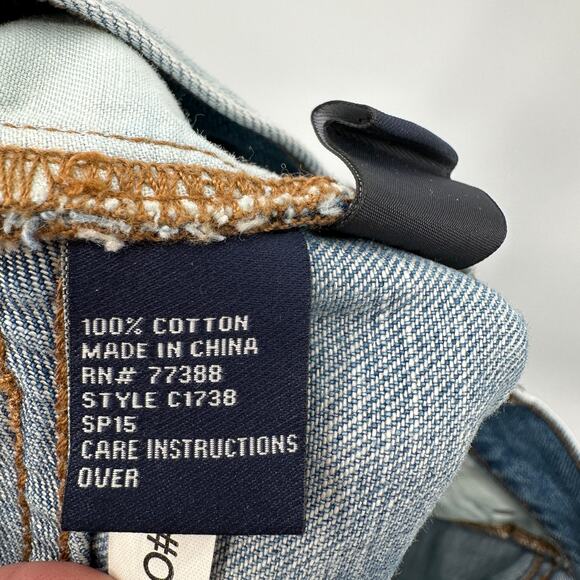 100% COTTON
MADE IN CHINA
RN# 77388
STYLE C1738
SP15
CARE INSTRUCTIONS
OVER
#O